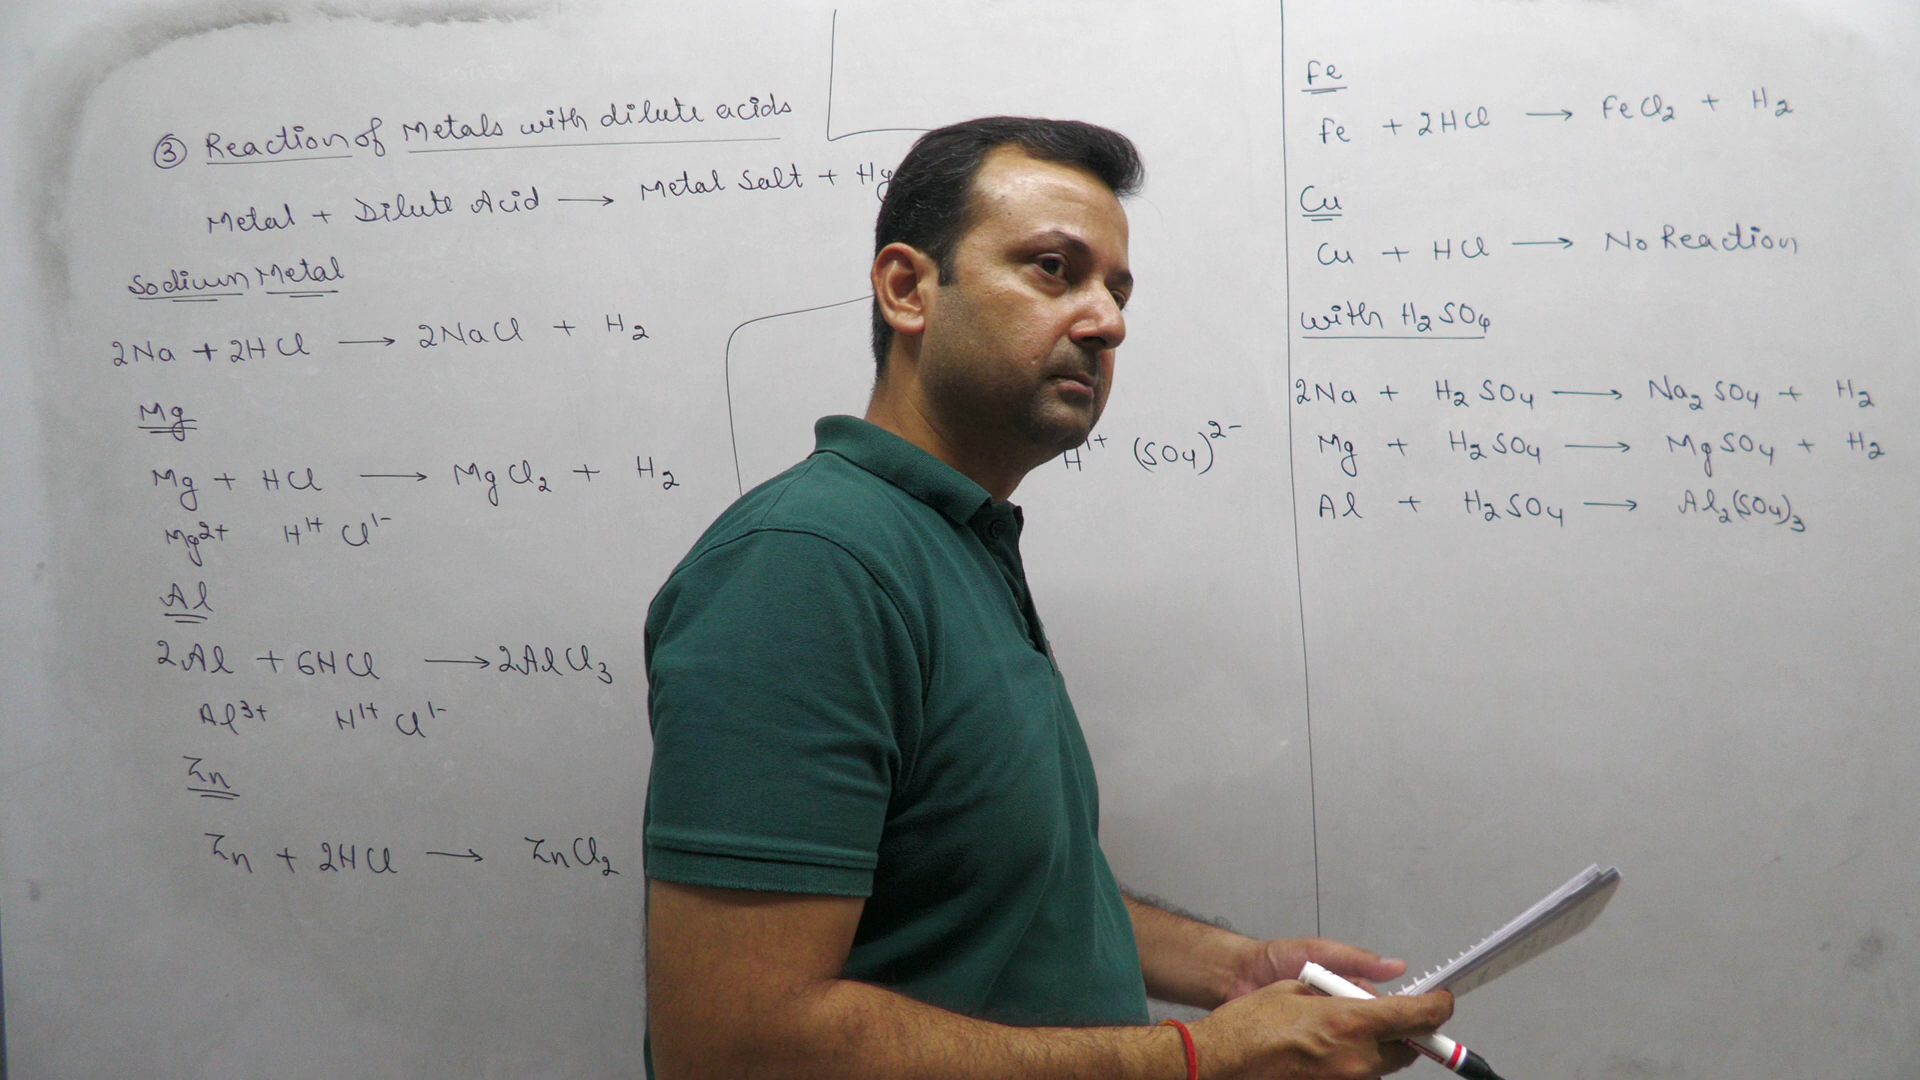 ③ Reaction of Metals with dilute acids
Metal + Dilute Acid ⟶ Metal Salt + Hy
Sodium Metal
2Na + 2HCl ⟶ 2NaCl + H₂
Mg
Mg + HCl ⟶ MgCl₂ + H₂
Mg²⁺ H¹⁺ Cl¹⁻
Al
2Al + 6HCl ⟶ 2AlCl₃
Al³⁺ H¹⁺ Cl¹⁻
Zn
Zn + 2HCl ⟶ ZnCl₂
H¹⁺ (SO₄)²⁻
Fe
Fe + 2HCl ⟶ FeCl₂ + H₂
Cu
Cu + HCl ⟶ No Reaction
with H₂SO₄
2Na + H₂SO₄ ⟶ Na₂SO₄ + H₂
Mg + H₂SO₄ ⟶ MgSO₄ + H₂
Al + H₂SO₄ ⟶ Al₂(SO₄)₃